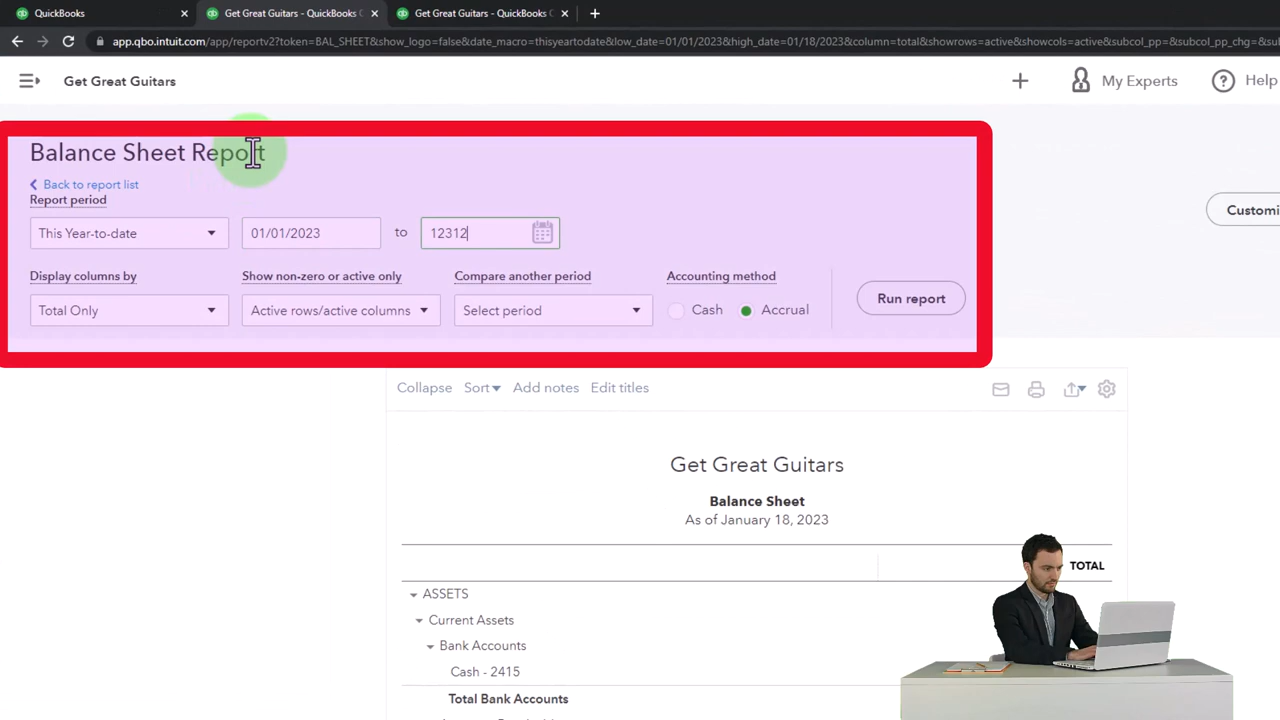 QuickBooks
Get Great Guitars - QuickBooks
Get Great Guitars - QuickBooks
app.qbo.intuit.com/app/reportv2?token=BAL_SHEET&show_logo=false&date_macro=thisyeartodate&low_date=01/01/2023&high_date=01/18/2023&column=total&showrows=active&showcols=active&subcol_pp=&subcol_pp_chg=&su
Get Great Guitars
My Experts
Help
Balance Sheet Report
Back to report list
Report period
This Year-to-date 01/01/2023 to 12312
Customi
Display columns by Show non-zero or active only Compare another period Accounting method
Total Only Active rows/active columns Select period Cash Accrual Run report
Collapse Sort Add notes Edit titles
Get Great Guitars
Balance Sheet
As of January 18, 2023
TOTAL
ASSETS
Current Assets
Bank Accounts
Cash - 2415
Total Bank Accounts